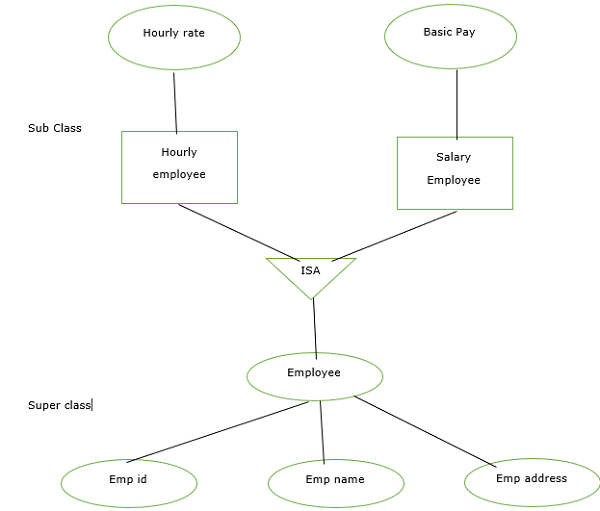 Hourly rate
Basic Pay
Sub Class
Hourly
employee
Salary
Employee
ISA
Employee
Super class
Emp id
Emp name
Emp address